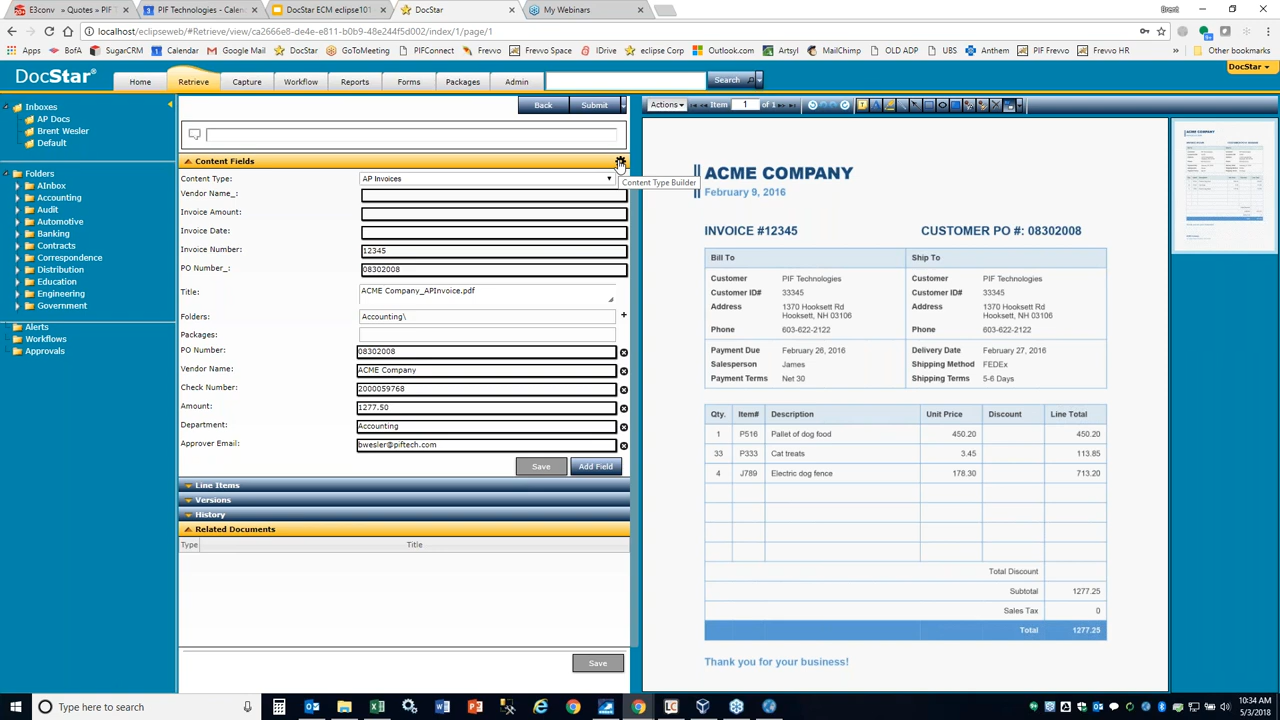 E3conv » Quotes » PIF T
PIF Technologies - Calend
DocStar ECM eclipse101
DocStar
My Webinars
Brent
localhost/eclipseweb/#Retrieve/view/ca2666e8-de4e-e811-b0b9-48e244f5d002/index/1/page/1
Apps BofA SugarCRM Calendar Google Mail DocStar GoToMeeting PIFConnect Frevvo Frevvo Space IDrive eclipse Corp Outlook.com Artsyl MailChimp OLD ADP UBS Anthem PIF Frevvo Frevvo HR Other bookmarks
DocStar
DocStar®
Home Retrieve Capture Workflow Reports Forms Packages Admin Search
Inboxes
AP Docs
Brent Wesler
Default
Folders
AInbox
Accounting
Audit
Automotive
Banking
Contracts
Correspondence
Distribution
Education
Engineering
Government
Alerts
Workflows
Approvals
Back Submit
Content Fields
Content Type Builder
Content Type: AP Invoices
Vendor Name_:
Invoice Amount:
Invoice Date:
Invoice Number: 12345
PO Number_: 08302008
Title: ACME Company_APInvoice.pdf
Folders: Accounting\ +
Packages:
PO Number: 08302008
Vendor Name: ACME Company
Check Number: 2000059768
Amount: 1277.50
Department: Accounting
Approver Email: bwesler@piftech.com
Save Add Field
Line Items
Versions
History
Related Documents
Type Title
Save
Actions Item 1 of 1
ACME COMPANY
February 9, 2016
INVOICE #12345 CUSTOMER PO #: 08302008
Bill To Ship To
Customer PIF Technologies Customer PIF Technologies
Customer ID# 33345 Customer ID# 33345
Address 1370 Hooksett Rd Address 1370 Hooksett Rd
Hooksett, NH 03106 Hooksett, NH 03106
Phone 603-622-2122 Phone 603-622-2122
Payment Due February 26, 2016 Delivery Date February 27, 2016
Salesperson James Shipping Method FEDEx
Payment Terms Net 30 Shipping Terms 5-6 Days
Qty. Item# Description Unit Price Discount Line Total
1 P516 Pallet of dog food 450.20 450.20
33 P333 Cat treats 3.45 113.85
4 J789 Electric dog fence 178.30 713.20
Total Discount
Subtotal 1277.25
Sales Tax 0
Total 1277.25
Thank you for your business!
Type here to search
10:34 AM
5/3/2018